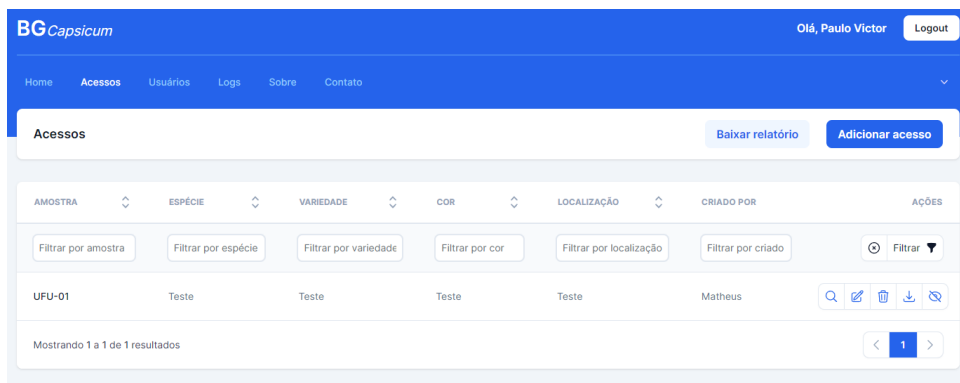 BGCapsicum Olá, Paulo Victor Logout
Home Acessos Usuários Logs Sobre Contato
Acessos Baixar relatório Adicionar acesso
AMOSTRA ESPÉCIE VARIEDADE COR LOCALIZAÇÃO CRIADO POR AÇÕES
Filtrar por amostra Filtrar por espécie Filtrar por variedade Filtrar por cor Filtrar por localização Filtrar por criado Filtrar
UFU-01 Teste Teste Teste Teste Matheus
Mostrando 1 a 1 de 1 resultados 1